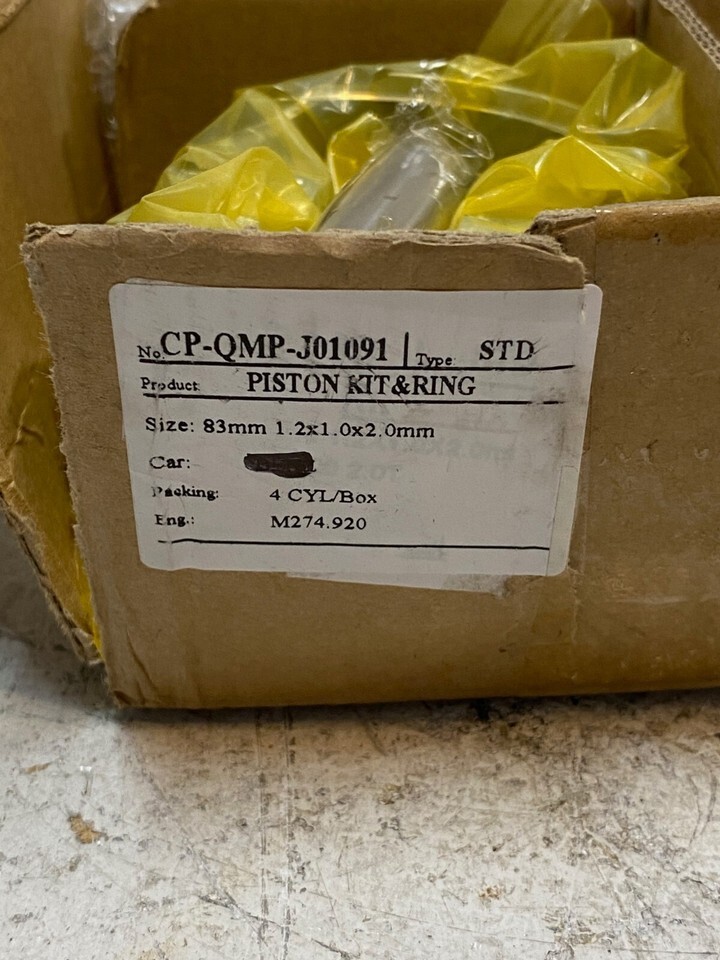 No. CP-QMP-J01091 | Type: STD
Product: PISTON KIT&RING
Size: 83mm 1.2x1.0x2.0mm
Car:
Packing: 4 CYL/Box
Eng.: M274.920